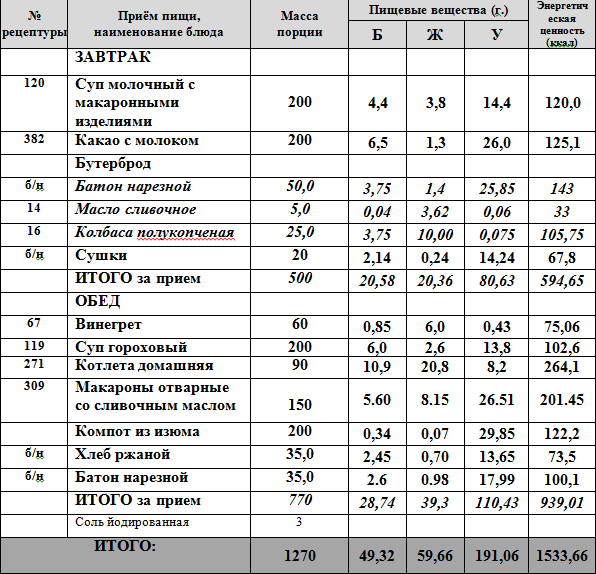 № рецептуры Приём пищи, наименование блюда Масса порции Пищевые вещества (г.) Энергетическая ценность (ккал)
Б Ж У
ЗАВТРАК
120 Суп молочный с макаронными изделиями 200 4,4 3,8 14,4 120,0
382 Какао с молоком 200 6,5 1,3 26,0 125,1
Бутерброд
б/н Батон нарезной 50,0 3,75 1,4 25,85 143
14 Масло сливочное 5,0 0,04 3,62 0,06 33
16 Колбаса полукопченая 25,0 3,75 10,00 0,075 105,75
б/н Сушки 20 2,14 0,24 14,24 67,8
ИТОГО за прием 500 20,58 20,36 80,63 594,65
ОБЕД
67 Винегрет 60 0,85 6,0 0,43 75,06
119 Суп гороховый 200 6,0 2,6 13,8 102,6
271 Котлета домашняя 90 10,9 20,8 8,2 264,1
309 Макароны отварные со сливочным маслом 150 5.60 8.15 26.51 201.45
Компот из изюма 200 0,34 0,07 29,85 122,2
б/н Хлеб ржаной 35,0 2,45 0,70 13,65 73,5
б/н Батон нарезной 35,0 2.6 0.98 17,99 100,1
ИТОГО за прием 770 28,74 39,3 110,43 939,01
Соль йодированная 3
ИТОГО: 1270 49,32 59,66 191,06 1533,66